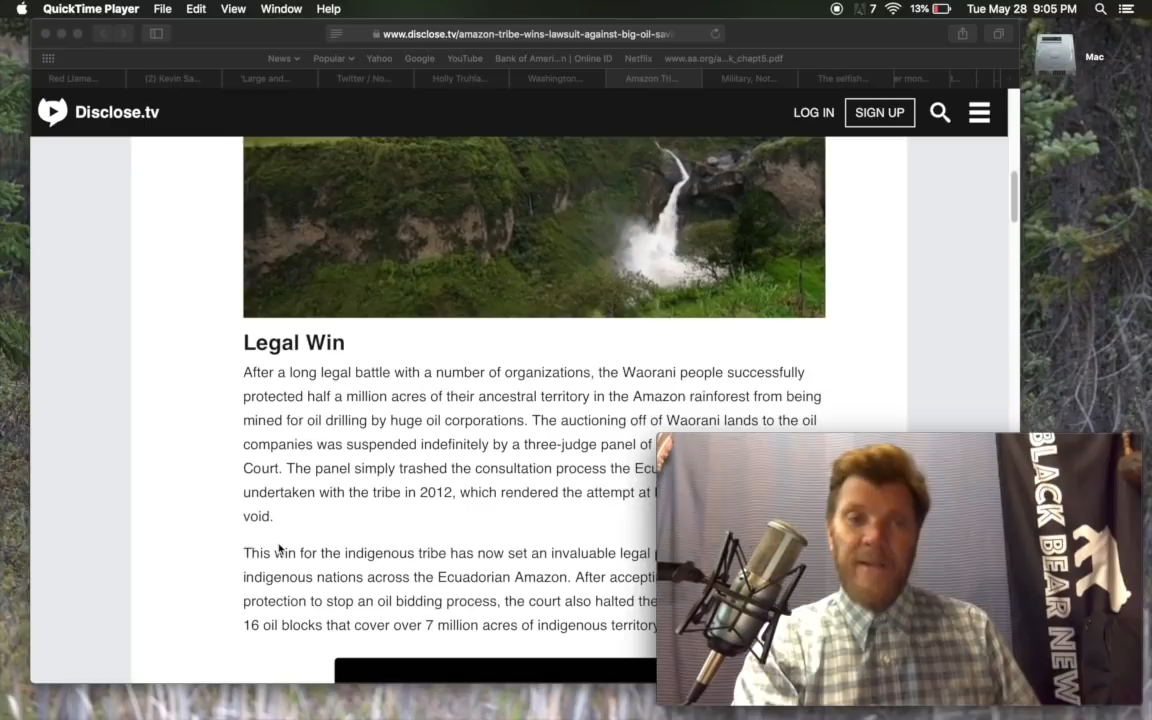 QuickTime Player File Edit View Window Help 7 13% Tue May 28 9:05 PM
www.disclose.tv/amazon-tribe-wins-lawsuit-against-big-oil-savi
News Popular Yahoo Google YouTube Bank of Ameri...n | Online ID Netflix www.aa.org/a...k_chapt5.pdf
Red Llama... (2) Kevin Sa... 'Large and... Twitter / No... Holly Truhla... Washington... Amazon Tri... Military, Not... The selfish... er mon...
Mac
Disclose.tv LOG IN SIGN UP
Legal Win
After a long legal battle with a number of organizations, the Waorani people successfully
protected half a million acres of their ancestral territory in the Amazon rainforest from being
mined for oil drilling by huge oil corporations. The auctioning off of Waorani lands to the oil
companies was suspended indefinitely by a three-judge panel of
Court. The panel simply trashed the consultation process the Ecu
undertaken with the tribe in 2012, which rendered the attempt at
void.
This win for the indigenous tribe has now set an invaluable legal
indigenous nations across the Ecuadorian Amazon. After accepti
protection to stop an oil bidding process, the court also halted the
16 oil blocks that cover over 7 million acres of indigenous territory
BLACK BEAR NEW